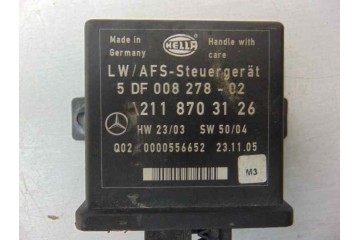 Made in Germany
HELLA
Handle with care
LW/AFS-Steuergerät
5 DF 008 278 - 02
A211 870 31 26
HW 23/03 SW 50/04
Q02 0000556652 23.11.05
M3